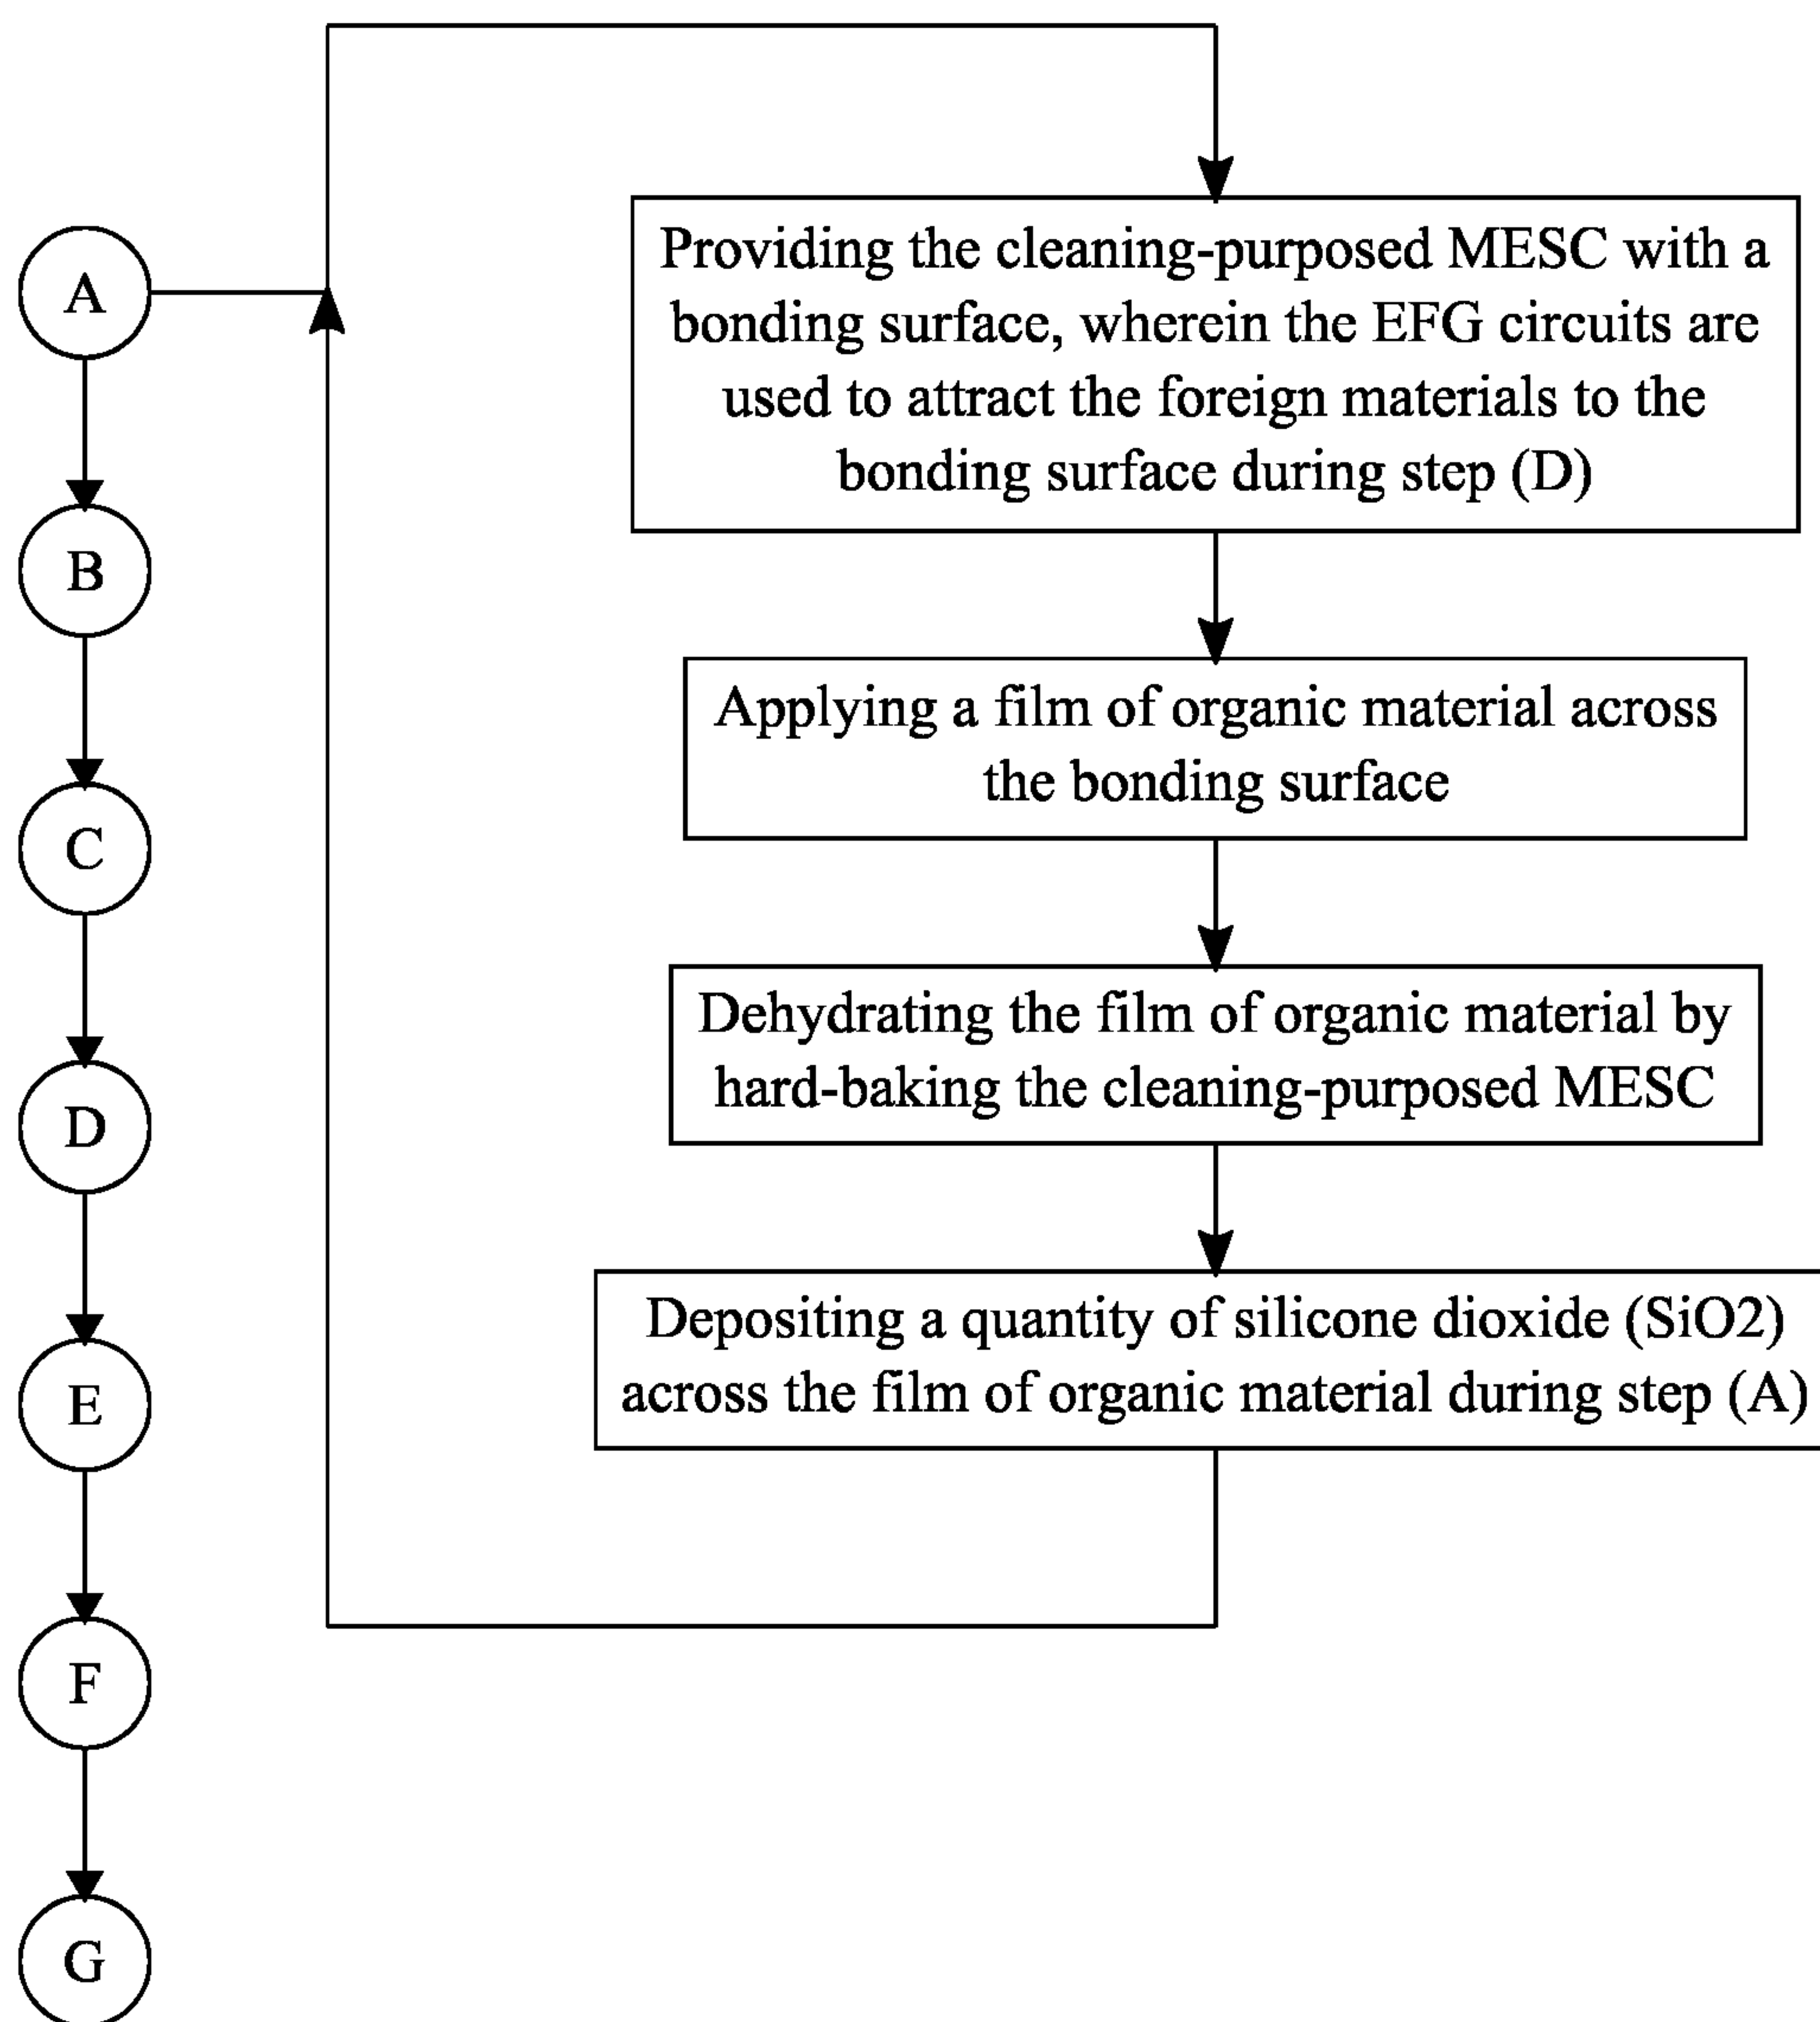 A
B
C
D
E
F
G
Providing the cleaning-purposed MESC with a
bonding surface, wherein the EFG circuits are
used to attract the foreign materials to the
bonding surface during step (D)
Applying a film of organic material across
the bonding surface
Dehydrating the film of organic material by
hard-baking the cleaning-purposed MESC
Depositing a quantity of silicone dioxide (SiO2)
across the film of organic material during step (A)